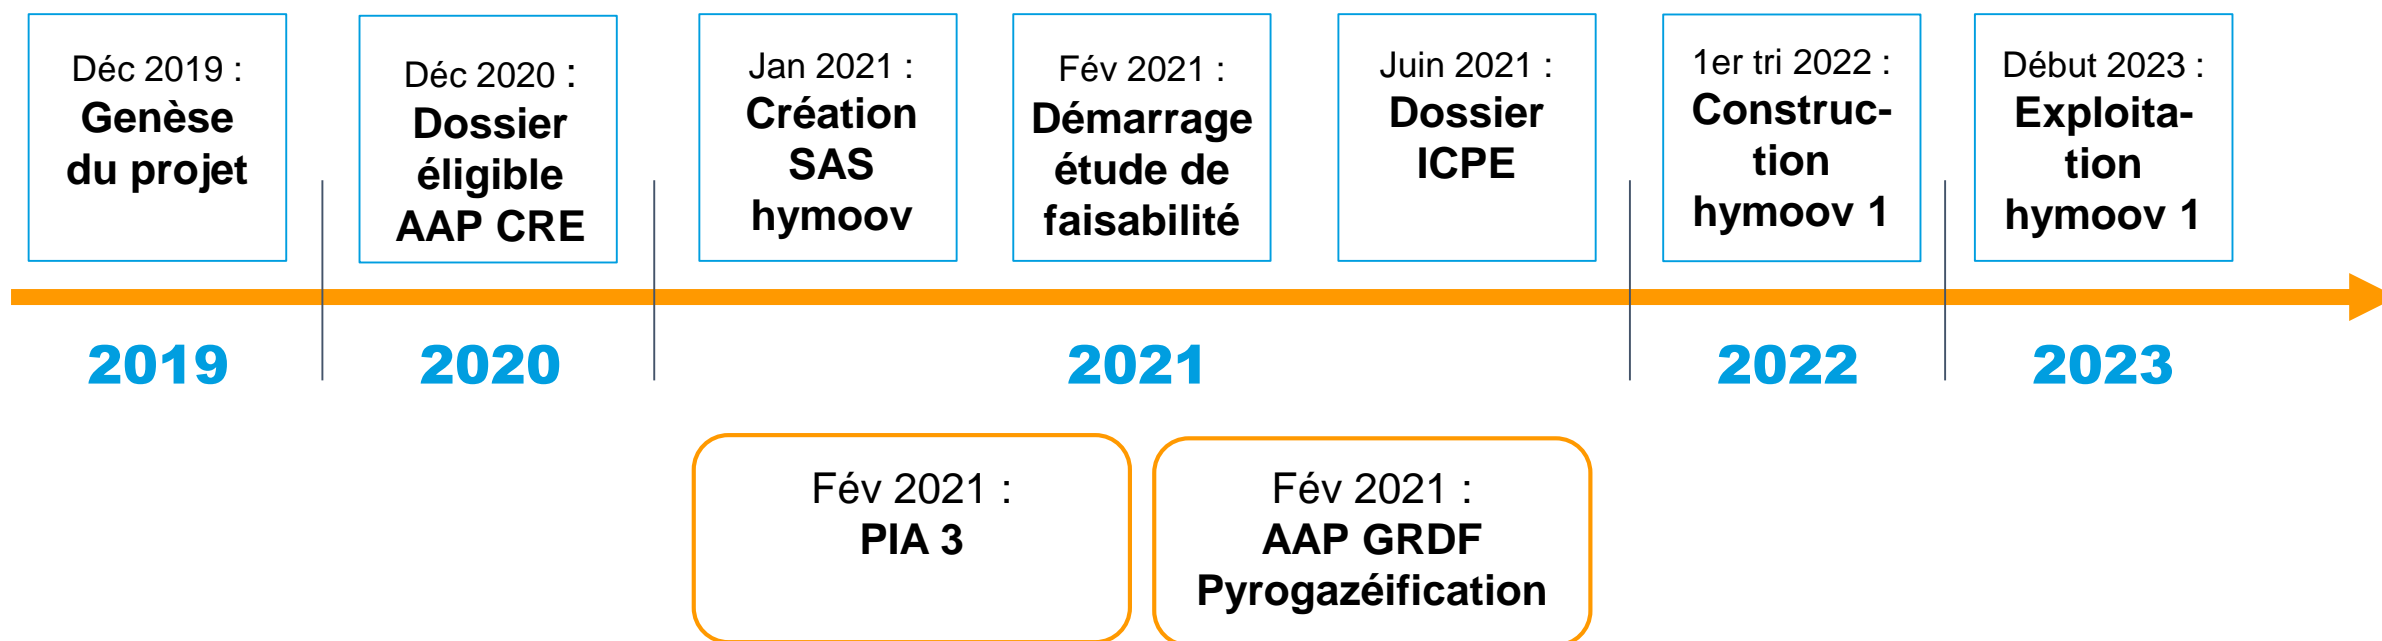 Déc 2019 :
Genèse
du projet
Déc 2020 :
Dossier
éligible
AAP CRE
Jan 2021 :
Création
SAS
hymoov
Fév 2021 :
Démarrage
étude de
faisabilité
Juin 2021 :
Dossier
ICPE
1er tri 2022 :
Construc-
tion
hymoov 1
Début 2023 :
Exploita-
tion
hymoov 1
2019
2020
2021
2022
2023
Fév 2021 :
PIA 3
Fév 2021 :
AAP GRDF
Pyrogazéification